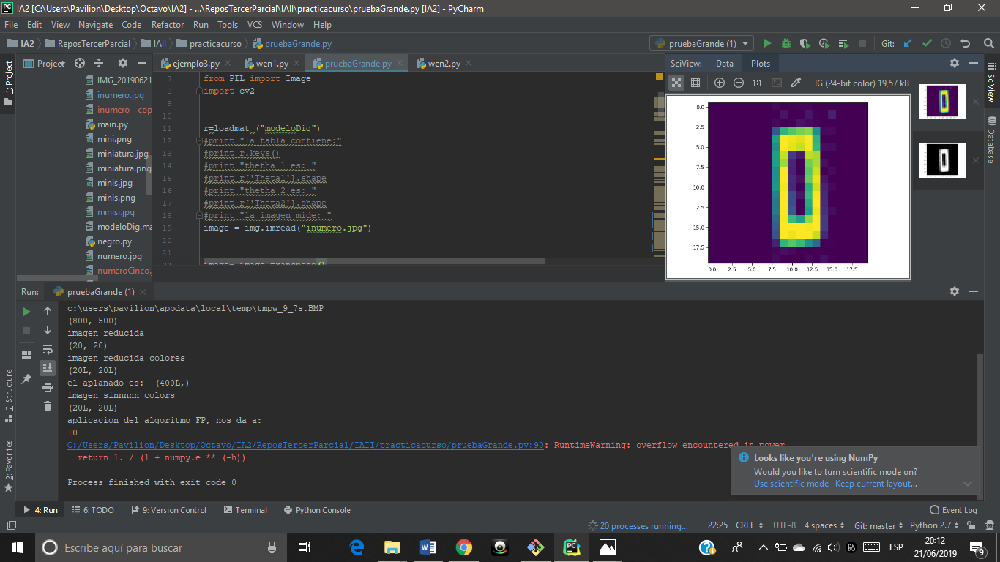 IA2 [C:\Users\Pavilion\Desktop\Octavo\IA2] - ...\ReposTercerParcial\IAII\practicacurso\pruebaGrande.py [IA2] - PyCharm
File Edit View Navigate Code Refactor Run Tools VCS Window Help
IA2 ReposTercerParcial IAII practicacurso pruebaGrande.py
pruebaGrande (1) Git:
1: Project
Project
ejemplo3.py wen1.py pruebaGrande.py wen2.py
SciView: Data Plots
1:1 IG (24-bit color) 19,57 kB
SciView
Database
IMG_20190621
inumero.jpg
inumero - cop
main.py
mini.png
miniatura.jpg
miniatura.png
minis.jpg
minis.png
minisi.jpg
modeloDig.ma
negro.py
numero.jpg
numeroCinco.
7 from PIL import Image
8 import cv2
9
10
11 r=loadmat ("modeloDig")
12 #print "la tabla contiene:"
13 #print r.keys()
14 #print "thetha 1 es: "
15 #print r['Theta1'].shape
16 #print "thetha 2 es: "
17 #print r['Theta2'].shape
18 #print "la imagen mide: "
19 image = img.imread("inumero.jpg")
20
21
22 image= image.transpose()
0.0
2.5
5.0
7.5
10.0
12.5
15.0
17.5
0.0 2.5 5.0 7.5 10.0 12.5 15.0 17.5
Run: pruebaGrande (1)
c:\users\pavilion\appdata\local\temp\tmpw_9_7s.BMP
(800, 500)
imagen reducida
(20, 20)
imagen reducida colores
(20L, 20L)
el aplanado es:  (400L,)
imagen sinnnnn colors
(20L, 20L)
aplicacion del algoritmo FP, nos da a:
10
C:/Users/Pavilion/Desktop/Octavo/IA2/ReposTercerParcial/IAII/practicacurso/pruebaGrande.py:90: RuntimeWarning: overflow encountered in power
return 1. / (1 + numpy.e ** (-h))
Process finished with exit code 0
Looks like you're using NumPy
Would you like to turn scientific mode on?
Use scientific mode Keep current layout...
7: Structure
2: Favorites
4: Run 6: TODO 9: Version Control Terminal Python Console Event Log
20 processes running... 22:25 CRLF UTF-8 4 spaces Git: master Python 2.7
Escribe aquí para buscar
ESP
20:12
21/06/2019
9